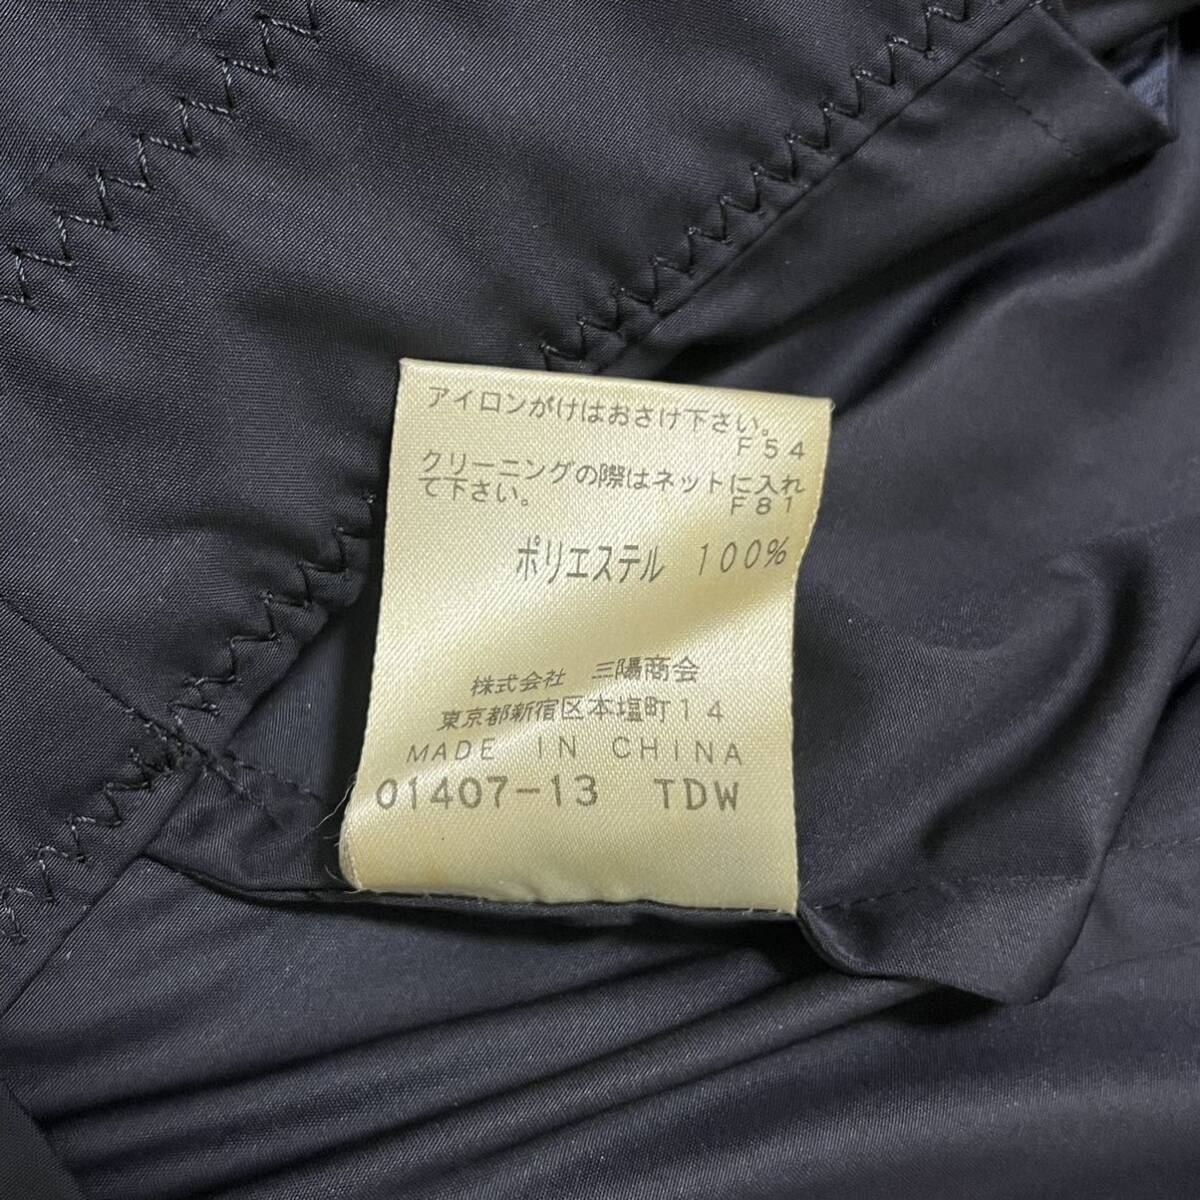 アイロンがけはおさけ下さい。
F54
クリーニングの際はネットに入れ
て下さい。
F81
ポリエステル 100%
株式会社 三陽商会
東京都新宿区本塩町14
MADE IN CHINA
01407-13 TDW